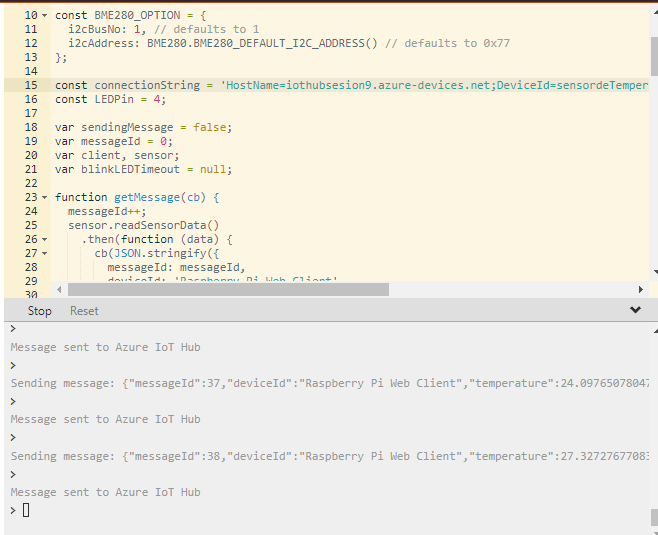 10 const BME280_OPTION = {
11 i2cBusNo: 1, // defaults to 1
12 i2cAddress: BME280.BME280_DEFAULT_I2C_ADDRESS() // defaults to 0x77
13 };
14
15 const connectionString = 'HostName=iothubsesion9.azure-devices.net;DeviceId=sensordeTemper
16 const LEDPin = 4;
17
18 var sendingMessage = false;
19 var messageId = 0;
20 var client, sensor;
21 var blinkLEDTimeout = null;
22
23 function getMessage(cb) {
24 messageId++;
25 sensor.readSensorData()
26 .then(function (data) {
27 cb(JSON.stringify({
28 messageId: messageId,
29 deviceId: 'Raspberry Pi Web Client'
30
Stop Reset
>
Message sent to Azure IoT Hub
>
Sending message: {"messageId":37,"deviceId":"Raspberry Pi Web Client","temperature":24.09765078047
>
Message sent to Azure IoT Hub
>
Sending message: {"messageId":38,"deviceId":"Raspberry Pi Web Client","temperature":27.32727677083
>
Message sent to Azure IoT Hub
>